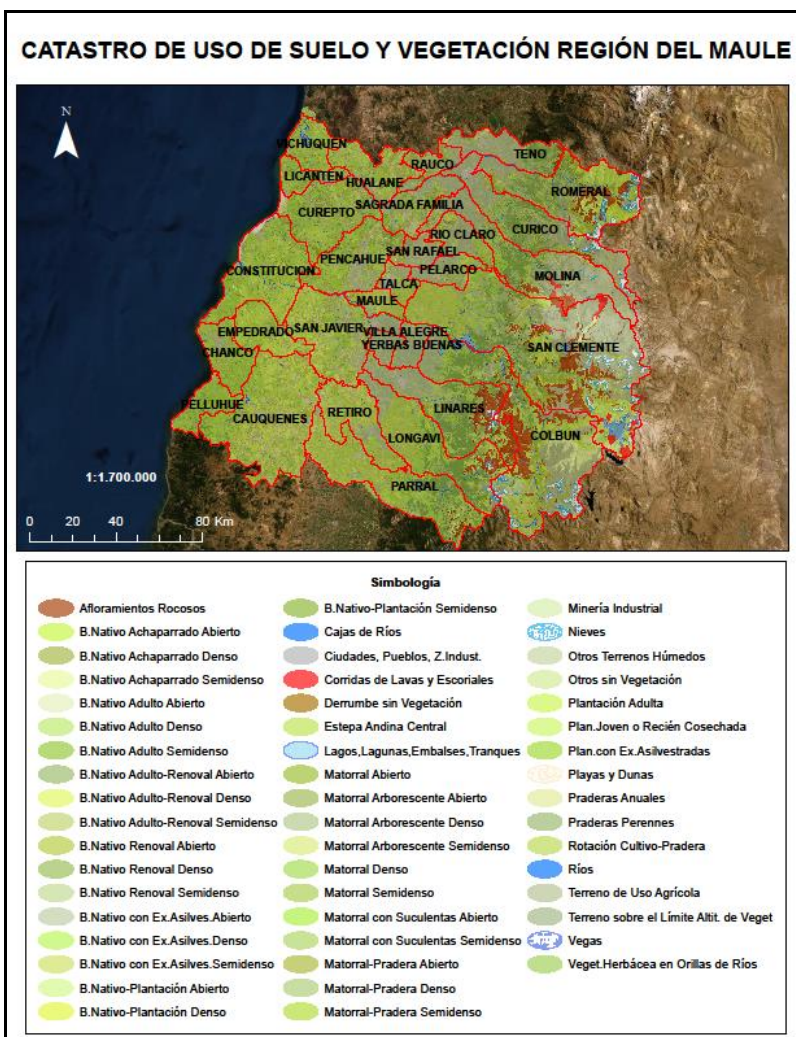 CATASTRO DE USO DE SUELO Y VEGETACIÓN REGIÓN DEL MAULE
N
VICHUQUEN
TENO
RAUCO
LICANTEN
HUALANE
ROMERAL
SAGRADA FAMILIA
CUREPTO
CURICO
RIO CLARO
SAN RAFAEL
PENCAHUE
PELARCO
CONSTITUCION
MOLINA
TALCA
MAULE
EMPEDRADO
SAN JAVIER
VILLA ALEGRE
YERBAS BUENAS
SAN CLEMENTE
CHANCO
PELLUHUE
CAUQUENES
RETIRO
LINARES
LONGAVI
COLBUN
PARRAL
1:1.700.000
0 20 40 80 Km
Simbología
Afloramientos Rocosos
B.Nativo Achaparrado Abierto
B.Nativo Achaparrado Denso
B.Nativo Achaparrado Semidenso
B.Nativo Adulto Abierto
B.Nativo Adulto Denso
B.Nativo Adulto Semidenso
B.Nativo Adulto-Renoval Abierto
B.Nativo Adulto-Renoval Denso
B.Nativo Adulto-Renoval Semidenso
B.Nativo Renoval Abierto
B.Nativo Renoval Denso
B.Nativo Renoval Semidenso
B.Nativo con Ex.Asilves.Abierto
B.Nativo con Ex.Asilves.Denso
B.Nativo con Ex.Asilves.Semidenso
B.Nativo-Plantación Abierto
B.Nativo-Plantación Denso
B.Nativo-Plantación Semidenso
Cajas de Ríos
Ciudades, Pueblos, Z.Indust.
Corridas de Lavas y Escoriales
Derrumbe sin Vegetación
Estepa Andina Central
Lagos,Lagunas,Embalses,Tranques
Matorral Abierto
Matorral Arborescente Abierto
Matorral Arborescente Denso
Matorral Arborescente Semidenso
Matorral Denso
Matorral Semidenso
Matorral con Suculentas Abierto
Matorral con Suculentas Semidenso
Matorral-Pradera Abierto
Matorral-Pradera Denso
Matorral-Pradera Semidenso
Minería Industrial
Nieves
Otros Terrenos Húmedos
Otros sin Vegetación
Plantación Adulta
Plan.Joven o Recién Cosechada
Plan.con Ex.Asilvestradas
Playas y Dunas
Praderas Anuales
Praderas Perennes
Rotación Cultivo-Pradera
Ríos
Terreno de Uso Agrícola
Terreno sobre el Límite Altit. de Veget
Vegas
Veget.Herbácea en Orillas de Ríos